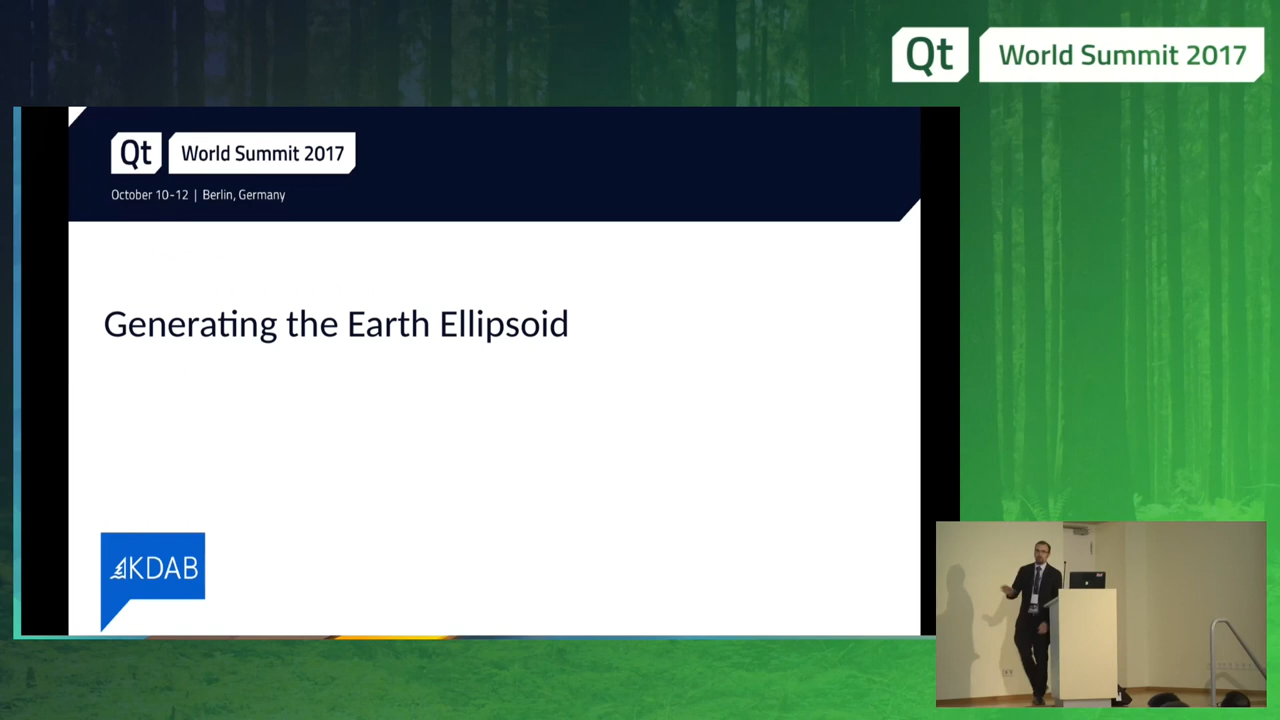 Qt World Summit 2017
Qt World Summit 2017
October 10-12 | Berlin, Germany
Generating the Earth Ellipsoid
KDAB